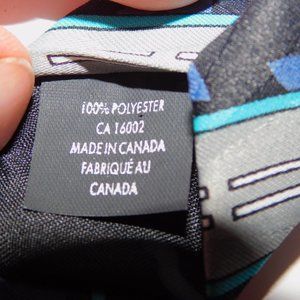 100% POLYESTER
CA 16002
MADE IN CANADA
FABRIQUÉ AU
CANADA